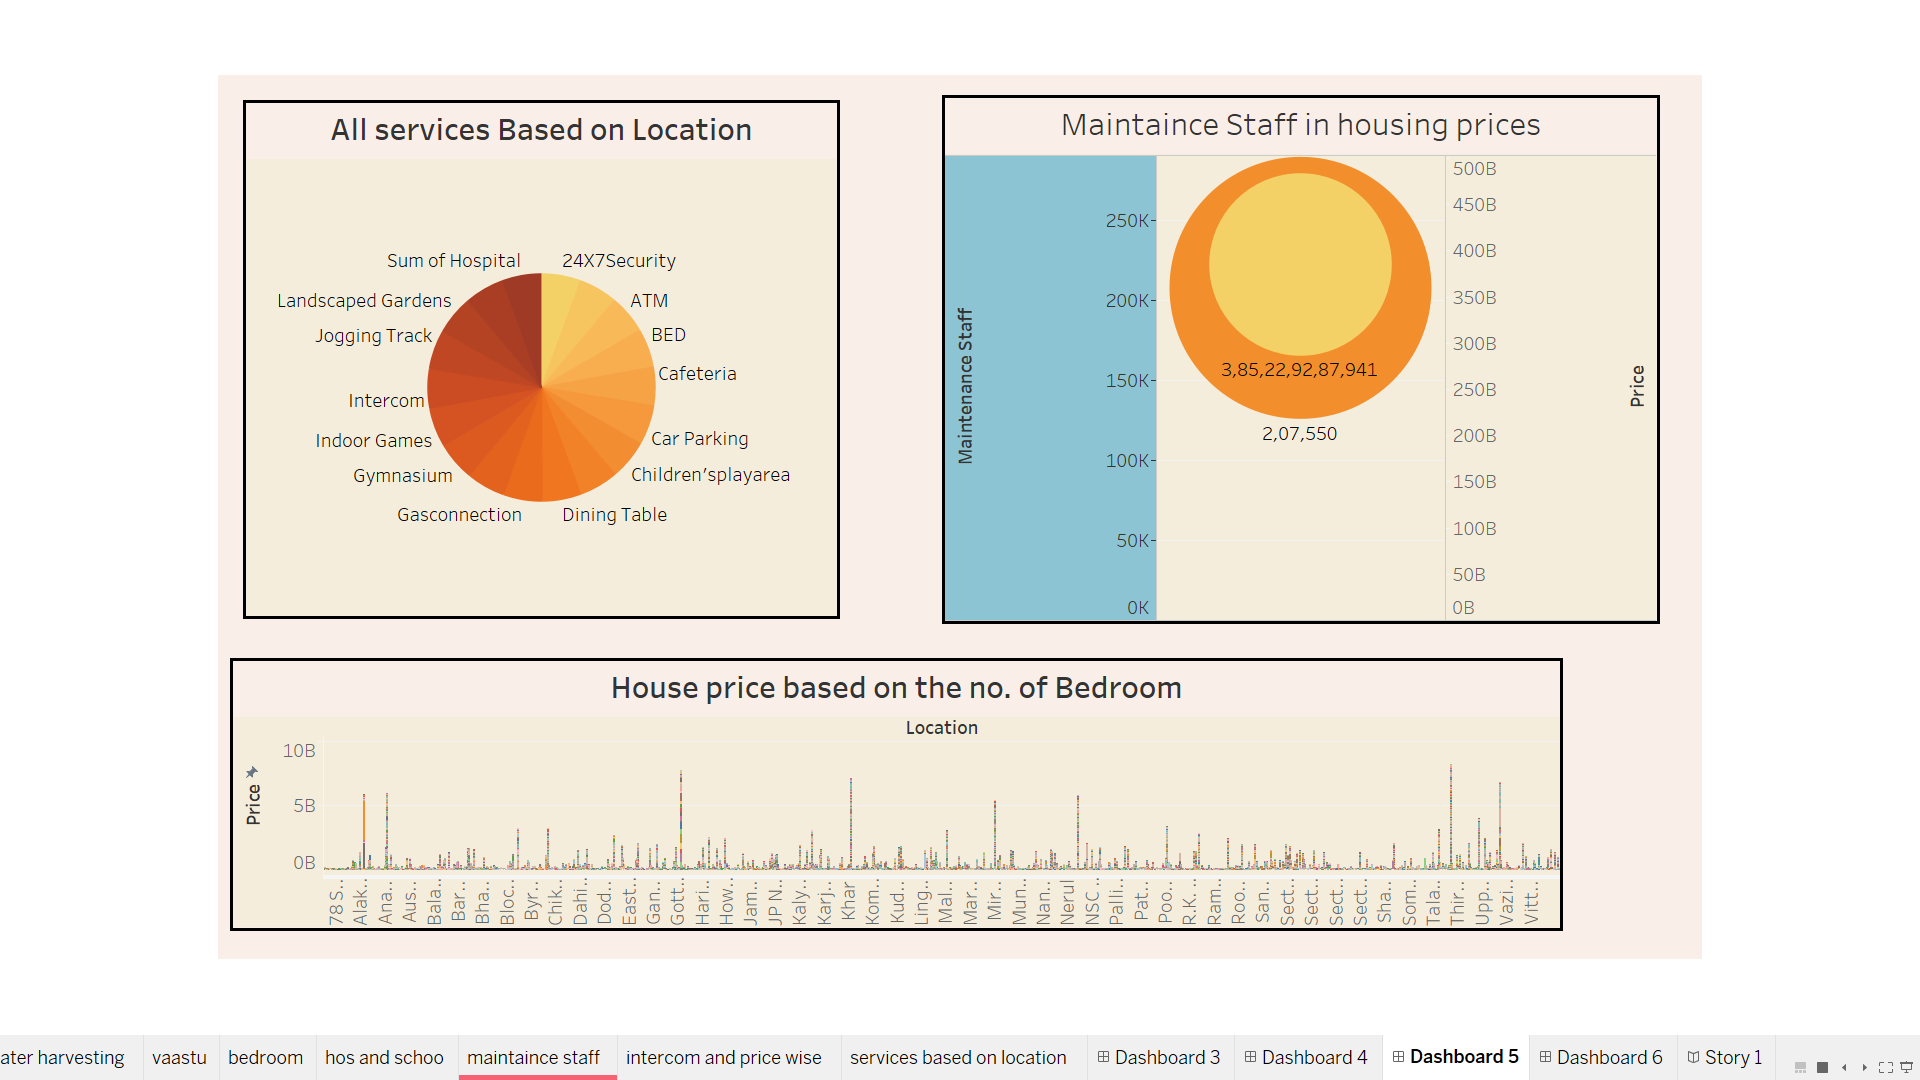 All services Based on Location
Sum of Hospital
24X7Security
Landscaped Gardens
ATM
Jogging Track
BED
Cafeteria
Intercom
Indoor Games
Car Parking
Gymnasium
Children'splayarea
Gasconnection
Dining Table
Maintaince Staff in housing prices
Maintenance Staff
250K
200K
150K
100K
50K
0K
3,85,22,92,87,941
2,07,550
500B
450B
400B
350B
300B
250B
200B
150B
100B
50B
0B
Price
House price based on the no. of Bedroom
Location
Price
10B
5B
0B
78 S..
Alak..
Ana..
Aus..
Bala..
Bar..
Bha..
Bloc..
Byr..
Chik..
Dahi..
Dod..
East..
Gan..
Gott..
Hari..
How..
Jam..
JP N..
Kaly..
Karj..
Khar
Kom..
Kud..
Ling..
Mal..
Mar..
Mir..
Mun..
Nan..
Nerul
NSC ..
Palli..
Pat..
Poo..
R.K. ..
Ram..
Roo..
San..
Sect..
Sect..
Sect..
Sect..
Sha..
Som..
Tala..
Thir..
Upp..
Vazi..
Vitt..
ater harvesting
vaastu
bedroom
hos and schoo
maintaince staff
intercom and price wise
services based on location
Dashboard 3
Dashboard 4
Dashboard 5
Dashboard 6
Story 1